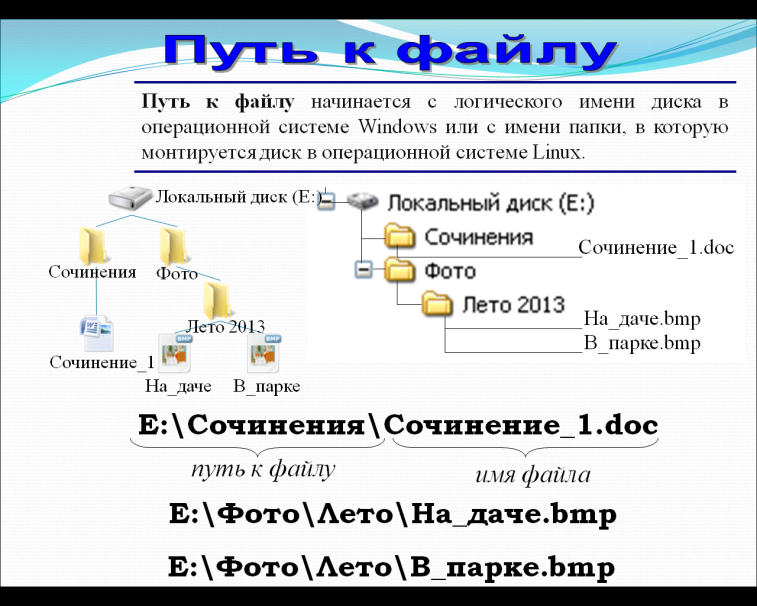 Путь к файлу
Путь к файлу начинается с логического имени диска в
операционной системе Windows или с имени папки, в которую
монтируется диск в операционной системе Linux.
Локальный диск (E:)
Сочинения
Фото
Лето 2013
Сочинение_1
На_даче
В_парке
Локальный диск (E:)
Сочинения
Сочинение_1.doc
Фото
Лето 2013
На_даче.bmp
В_парке.bmp
E:\Сочинения\Сочинение_1.doc
путь к файлу
имя файла
E:\Фото\Лето\На_даче.bmp
E:\Фото\Лето\В_парке.bmp